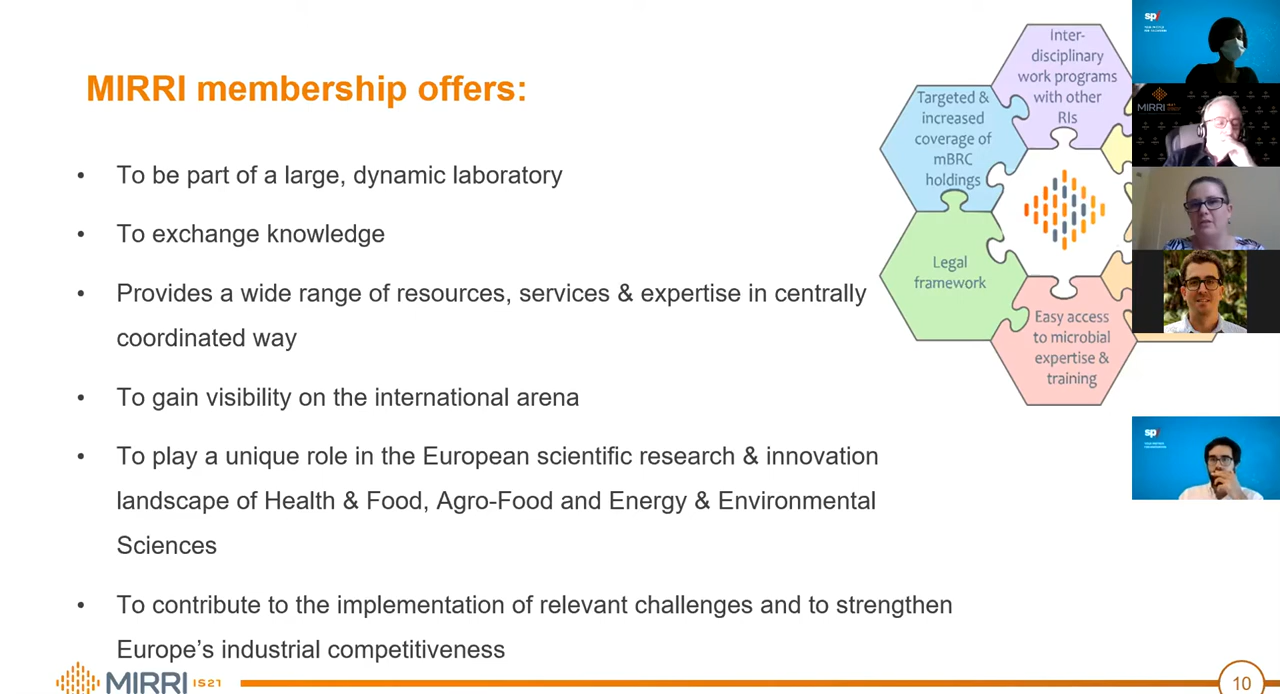 MIRRI membership offers:
• To be part of a large, dynamic laboratory
• To exchange knowledge
• Provides a wide range of resources, services & expertise in centrally
coordinated way
• To gain visibility on the international arena
• To play a unique role in the European scientific research & innovation
landscape of Health & Food, Agro-Food and Energy & Environmental
Sciences
• To contribute to the implementation of relevant challenges and to strengthen
Europe’s industrial competitiveness
Inter-
disciplinary
work programs
with other
RIs
Targeted &
increased
coverage of
mBRC
holdings
Legal
framework
Easy access
to microbial
expertise &
training
spi
MIRRI
spi
MIRRI IS21
10